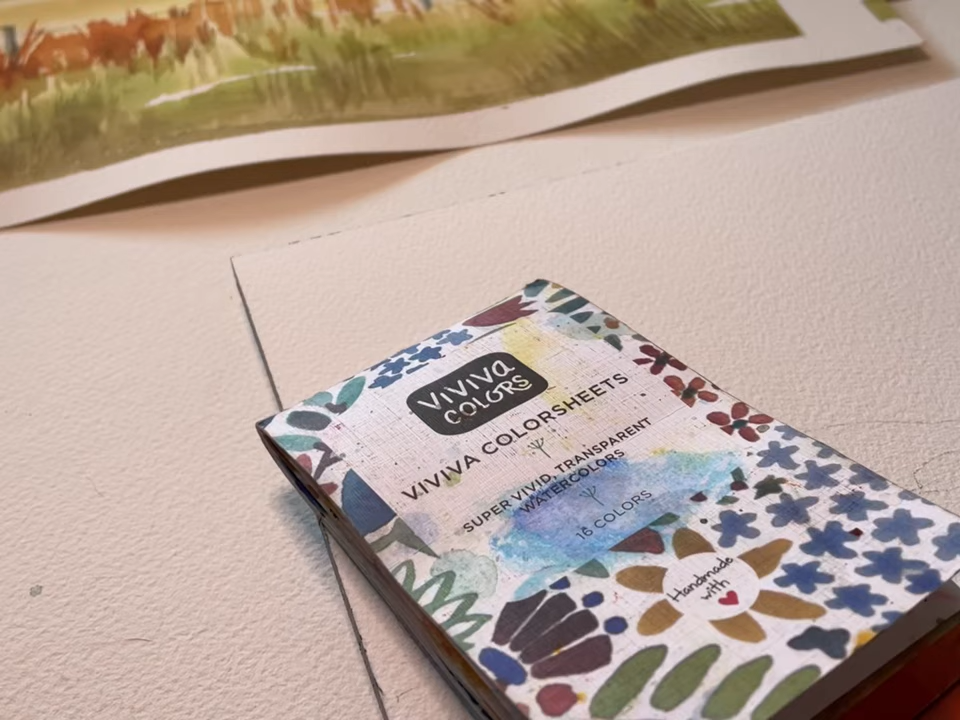 VIVIVA
COLORS
VIVIVA COLORSHEETS
SUPER VIVID, TRANSPARENT
WATERCOLORS
16 COLORS
Handmade
with